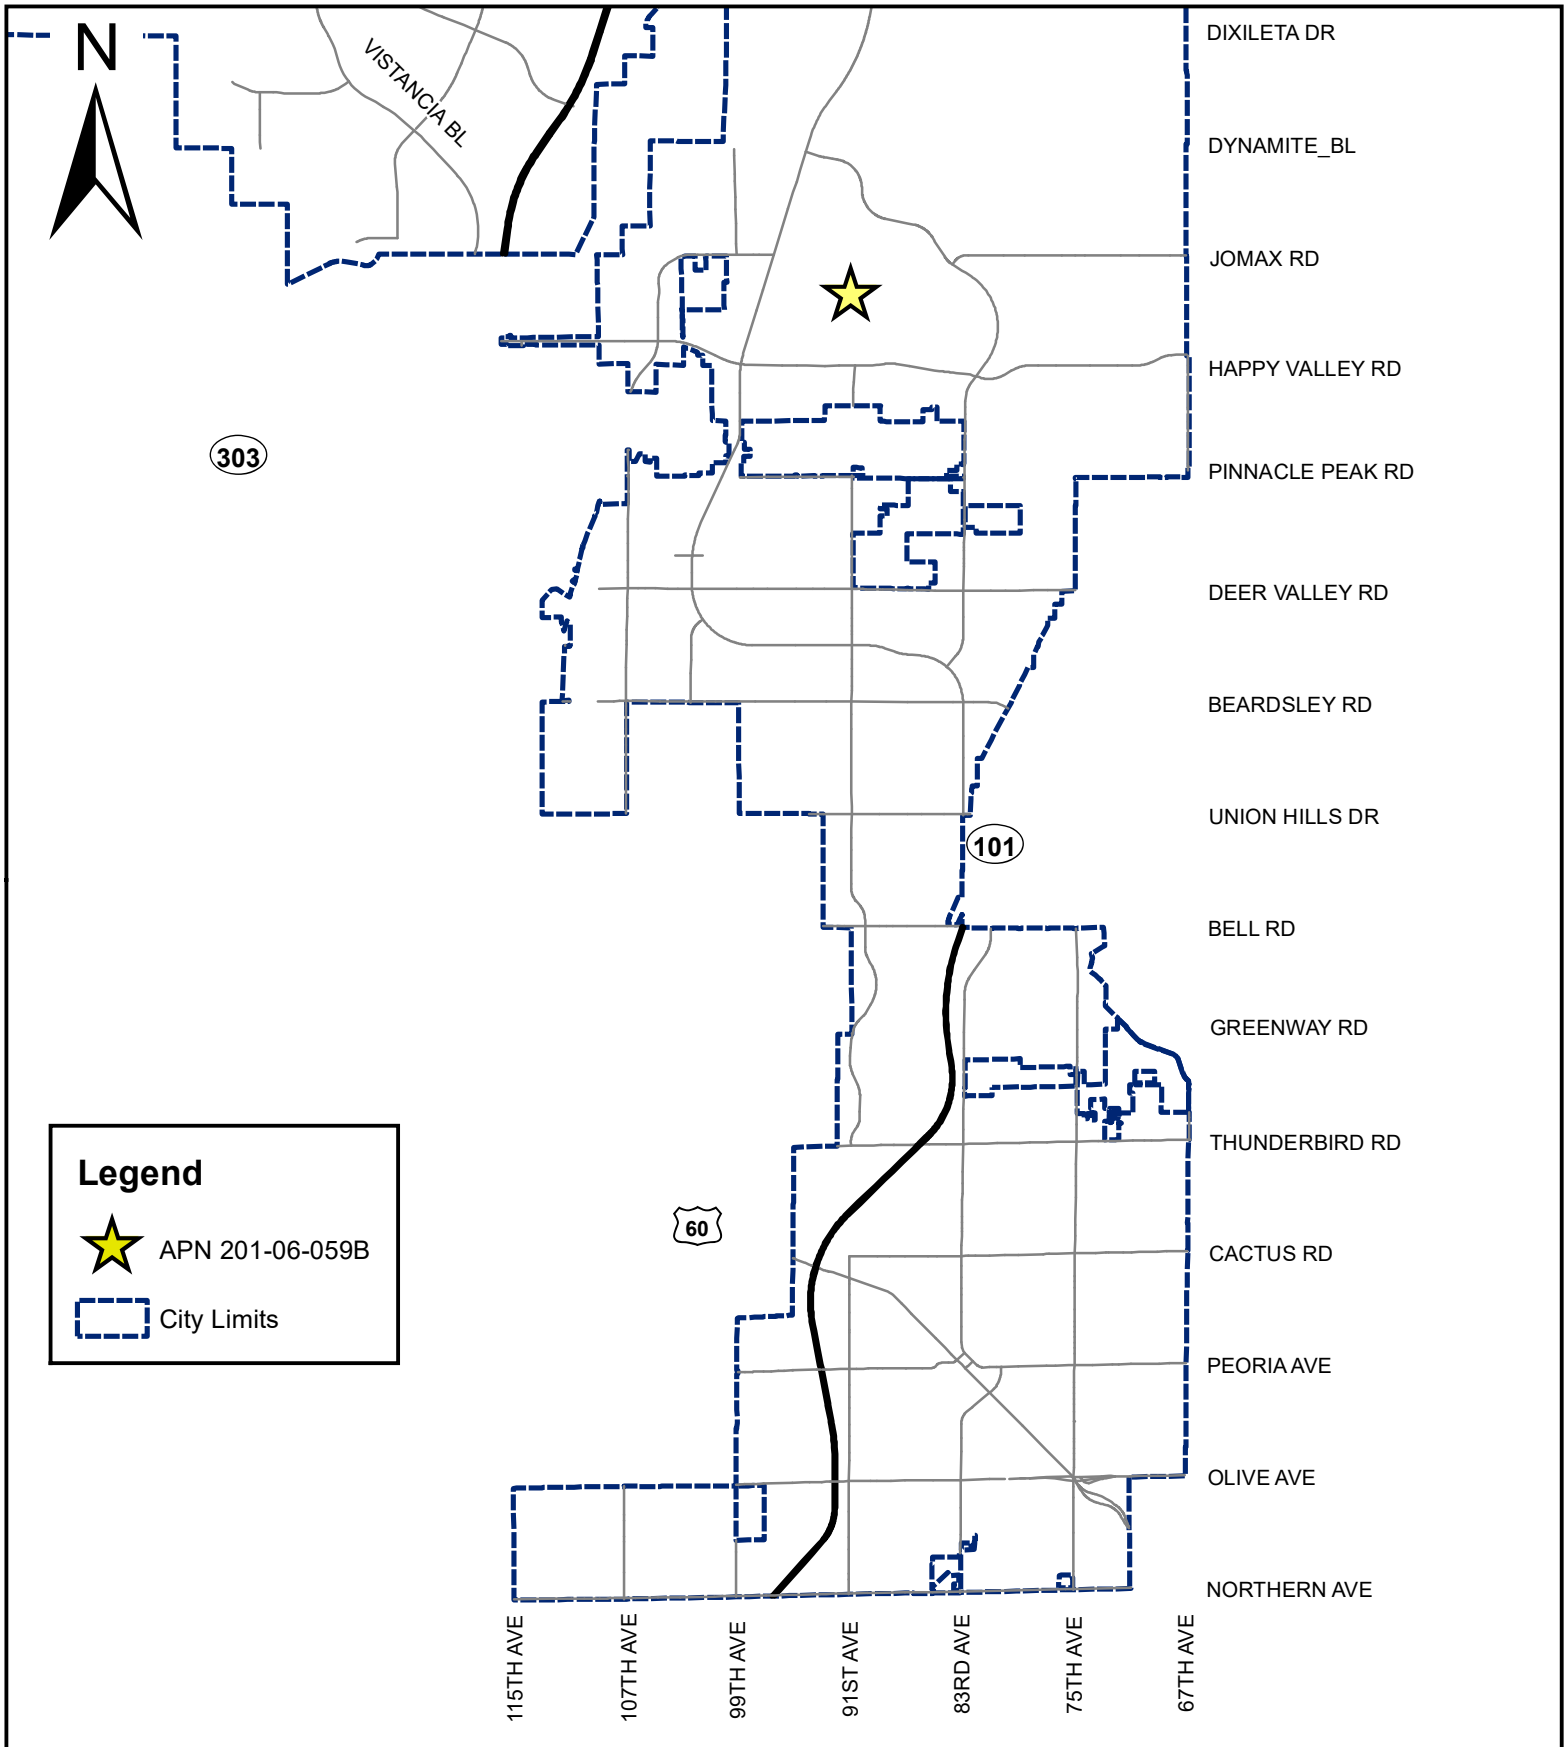 N
VISTANCIA BL
DIXILETA DR
DYNAMITE_BL
JOMAX RD
HAPPY VALLEY RD
303
PINNACLE PEAK RD
DEER VALLEY RD
BEARDSLEY RD
UNION HILLS DR
101
BELL RD
GREENWAY RD
THUNDERBIRD RD
60
CACTUS RD
PEORIA AVE
OLIVE AVE
NORTHERN AVE
Legend
APN 201-06-059B
City Limits
115TH AVE
107TH AVE
99TH AVE
91ST AVE
83RD AVE
75TH AVE
67TH AVE